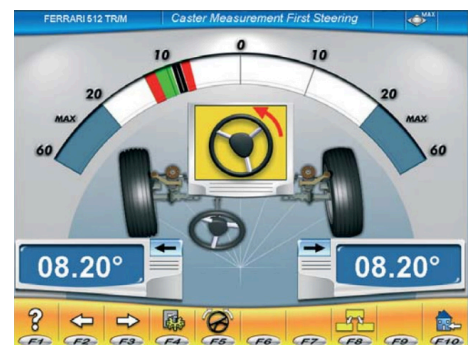 FERRARI 512 TR/M Caster Measurement First Steering MAX
0
10 10
20 20
MAX MAX
60 60
08.20° 08.20°
?
F1 F2 F3 F4 F5 F6 F7 F8 F9 F10